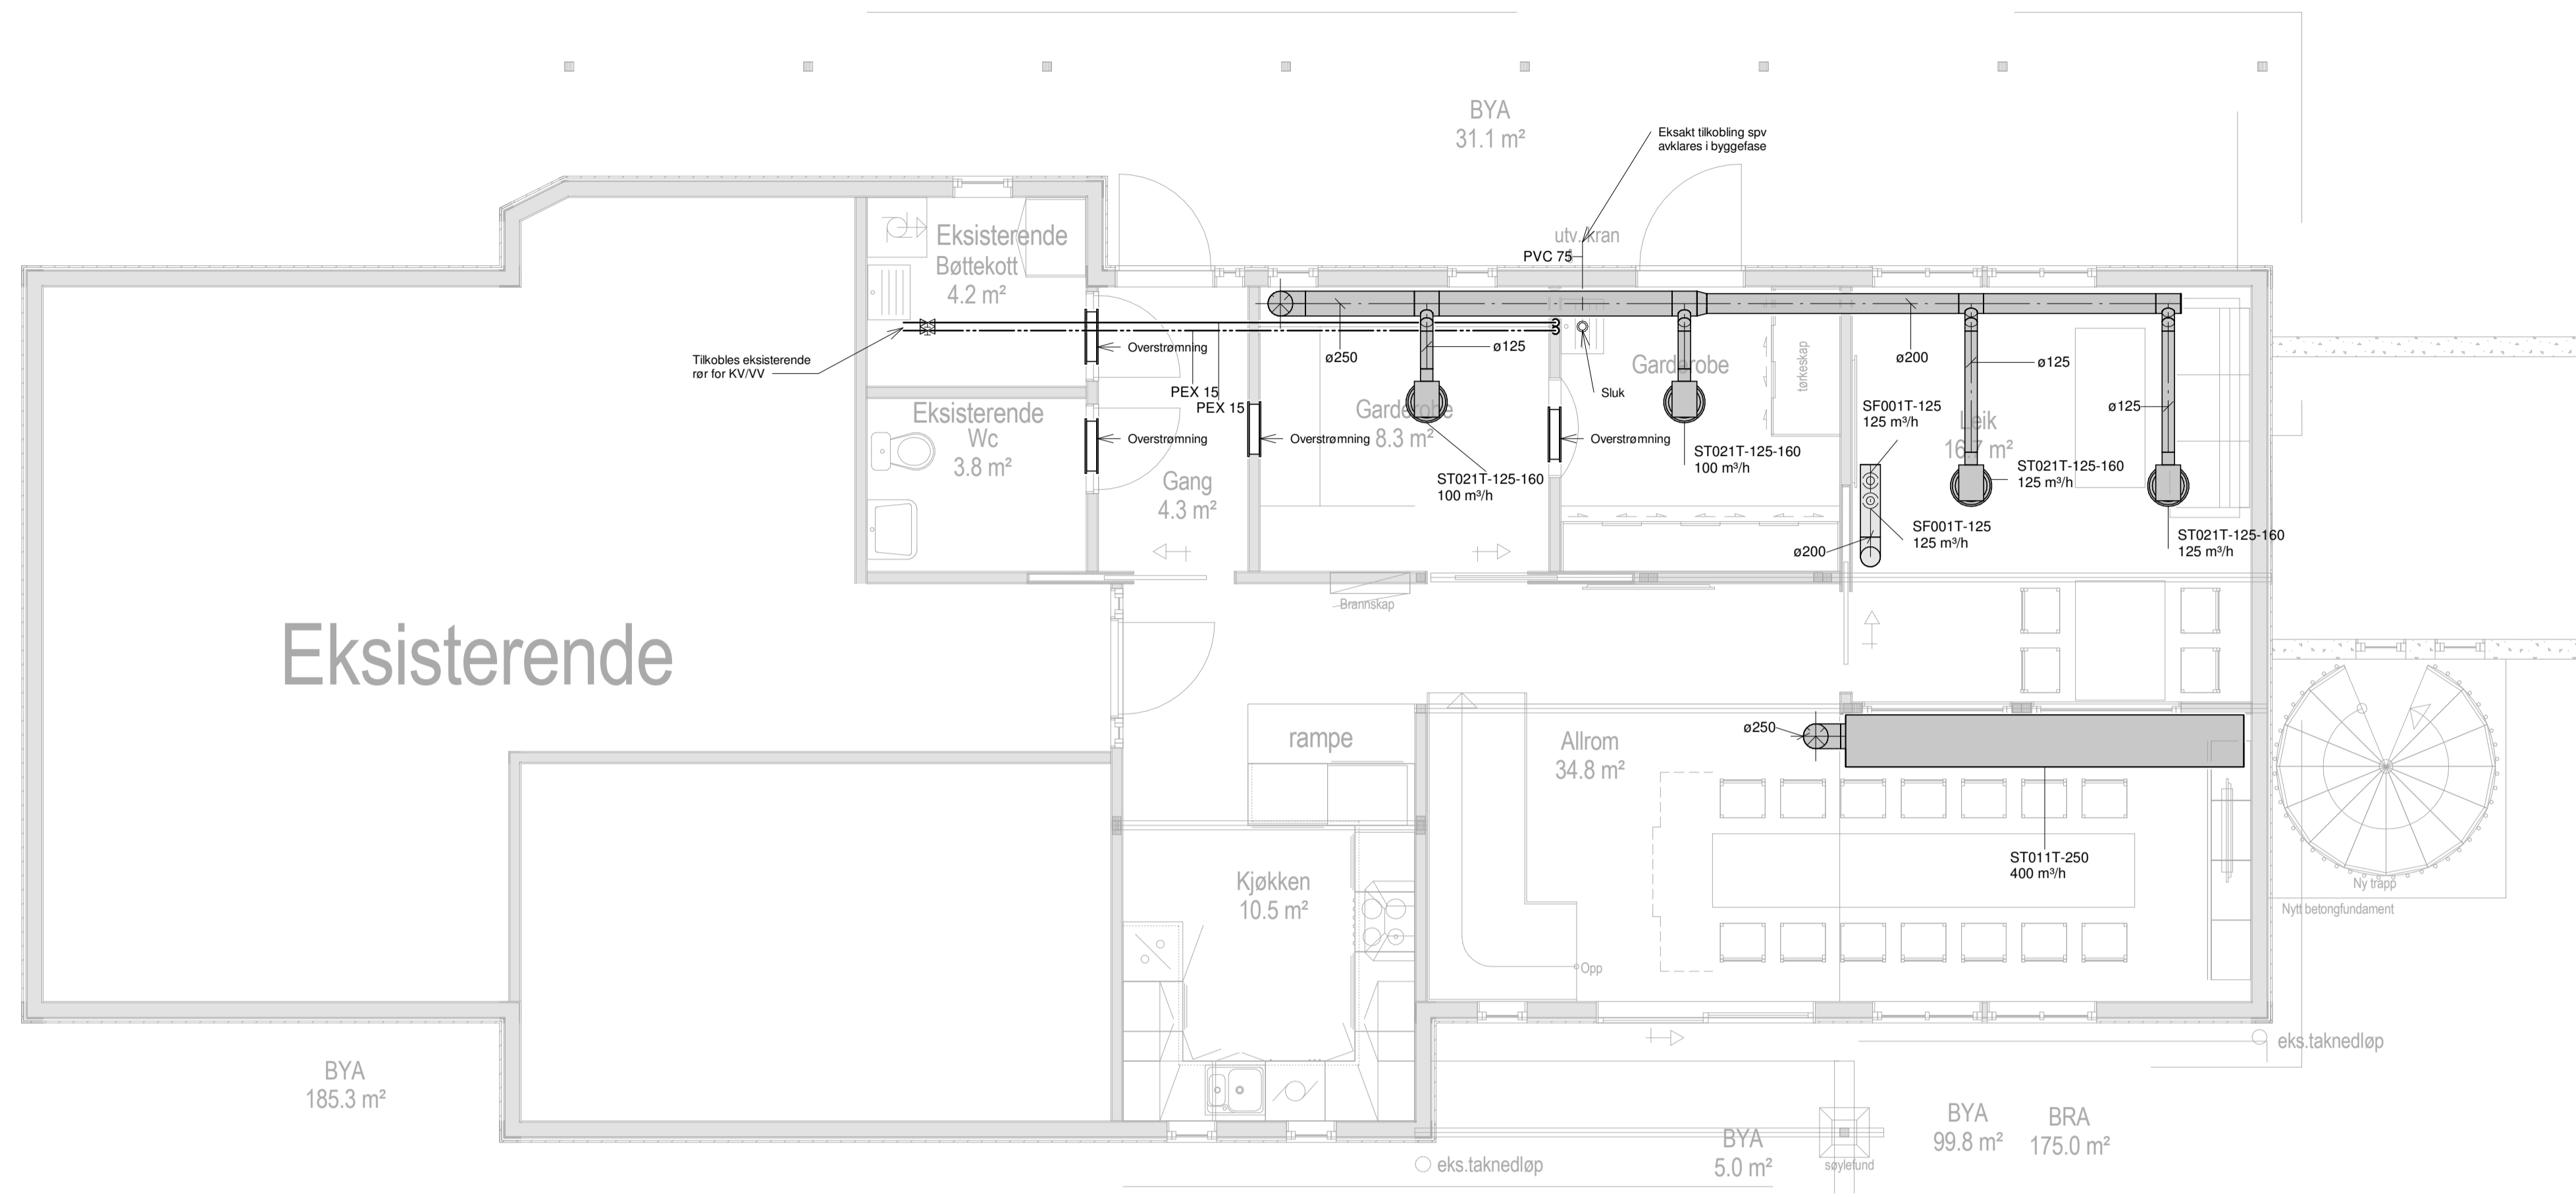 BYA
31.1 m²
Eksakt tilkobling spv
avklares i byggefase
utv. kran
PVC 75
Eksisterende
Bøttekott
4.2 m²
Tilkobles eksisterende
rør for KV/VV
Overstrømning
PEX 15
PEX 15
ø250
ø125
Sluk
Garderobe
tørkeskap
ø200
ø125
ø125
Eksisterende
Wc
3.8 m²
Overstrømning
Gang
4.3 m²
Overstrømning
Garderobe
8.3 m²
Overstrømning
ST021T-125-160
100 m³/h
ST021T-125-160
100 m³/h
SF001T-125
125 m³/h
Leik
16.7 m²
ST021T-125-160
125 m³/h
SF001T-125
125 m³/h
ø200
ST021T-125-160
125 m³/h
Brannskap
Eksisterende
rampe
ø250
Allrom
34.8 m²
ST011T-250
400 m³/h
Kjøkken
10.5 m²
Opp
Ny trapp
Nytt betongfundament
eks.taknedløp
BYA
185.3 m²
eks.taknedløp
BYA
5.0 m²
søylefund
BYA
99.8 m²
BRA
175.0 m²